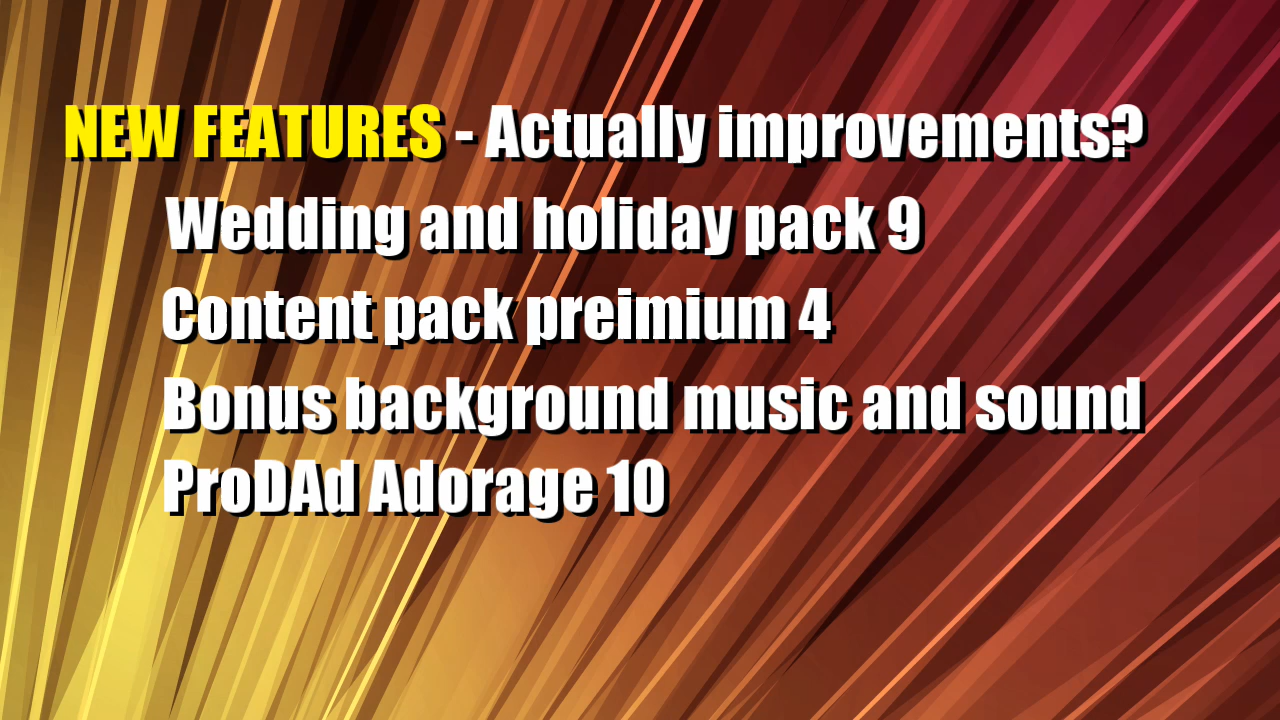 NEW FEATURES - Actually improvements?
Wedding and holiday pack 9
Content pack preimium 4
Bonus background music and sound
ProDAd Adorage 10